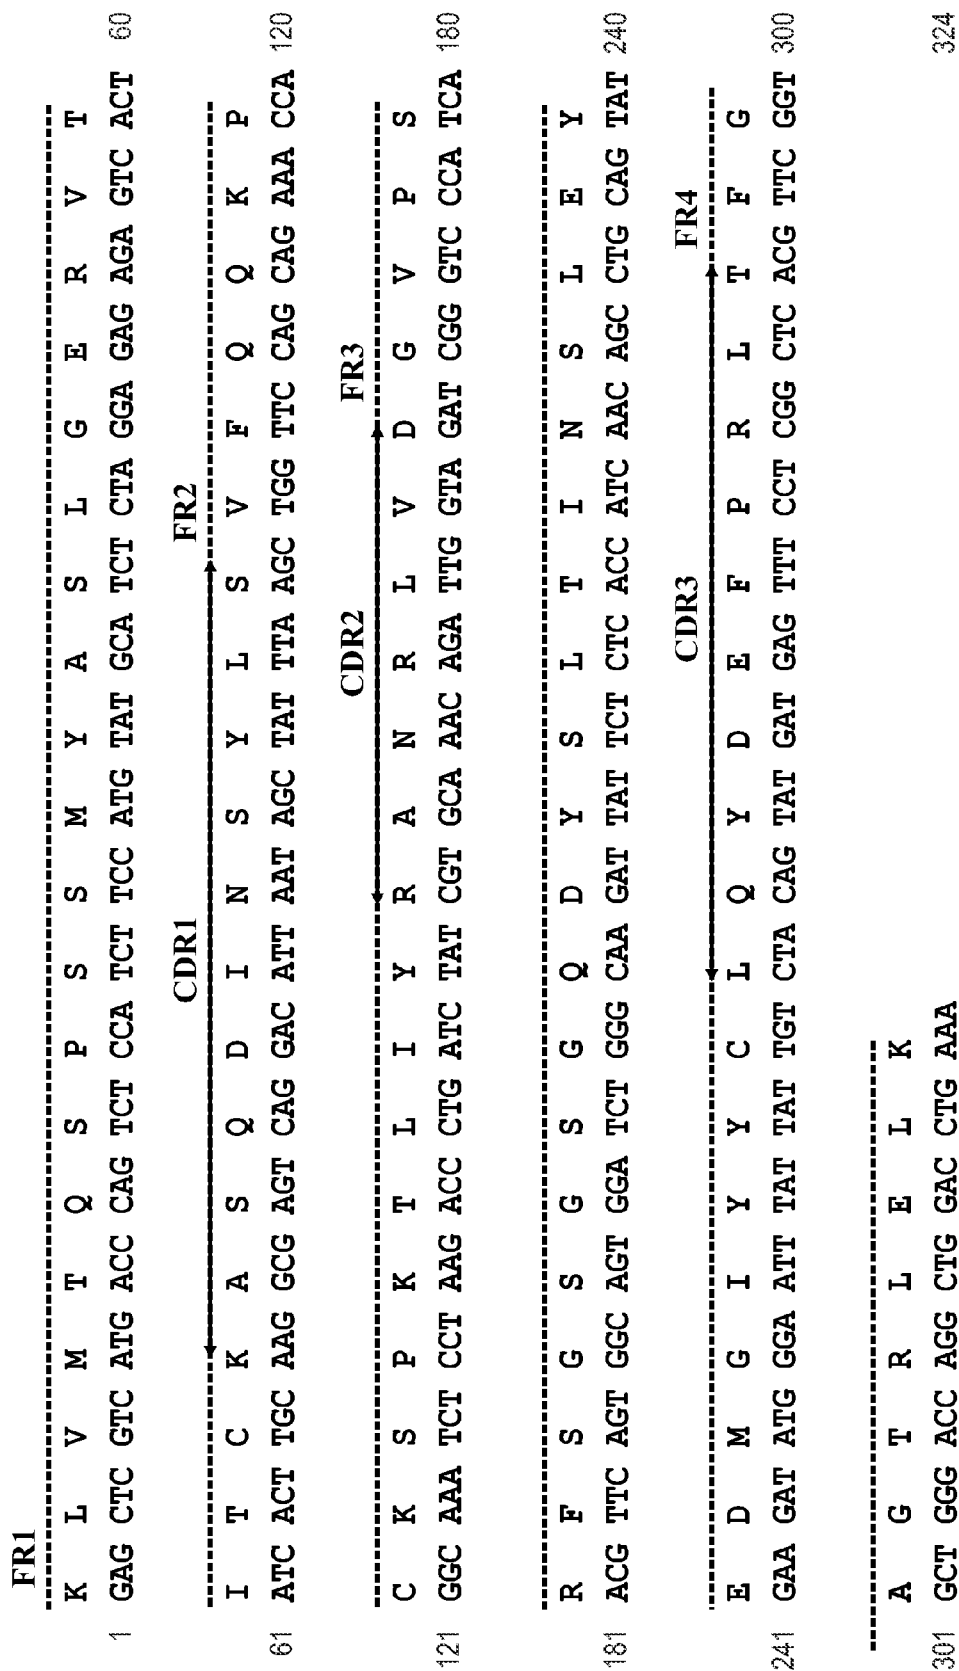 FR1
K L V M T Q S P S S M Y A S L G E R V T
1 GAG CTC GTC ATG ACC CAG TCT CCA TCT TCC ATG TAT GCA TCT CTA GGA GAG AGA GTC ACT 60
CDR1 FR2
I T C K A S Q D I N S Y L S V F Q Q K P
61 ATC ACT TGC AAG GCG AGT CAG GAC ATT AAT AGC TAT TTA AGC TGG TTC CAG CAG AAA CCA 120
CDR2 FR3
C K S P K T L I Y R A N R L V D G V P S
121 GGC AAA TCT CCT AAG ACC CTG ATC TAT CGT GCA AAC AGA TTG GTA GAT CGG GTC CCA TCA 180
R F S G S G S G Q D Y S L T I N S L E Y
181 ACG TTC AGT GGC AGT GGA TCT GGG CAA GAT TAT TCT CTC ACC ATC AAC AGC CTG CAG TAT 240
CDR3 FR4
E D M G I Y Y C L Q Y D E F P R L T F G
241 GAA GAT ATG GGA ATT TAT TAT TGT CTA CAG TAT GAT GAG TTT CCT CGG CTC ACG TTC GGT 300
A G T R L E L K
301 GCT GGG ACC AGG CTG GAC CTG AAA 324